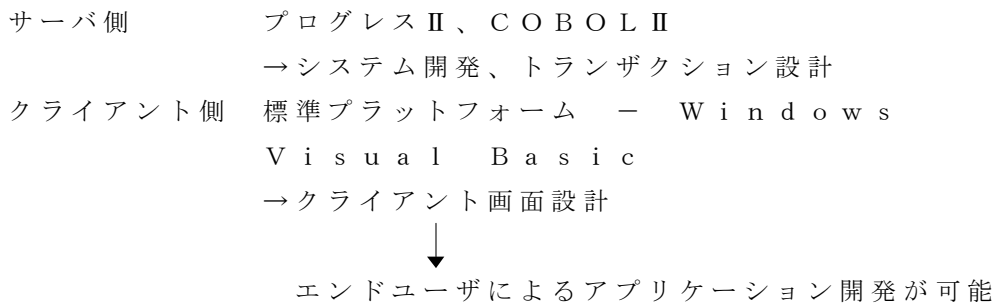 サーバ側　プログレスⅡ、ＣＯＢＯＬⅡ
→システム開発、トランザクション設計
クライアント側　標準プラットフォーム　－　Ｗｉｎｄｏｗｓ
Ｖｉｓｕａｌ　Ｂａｓｉｃ
→クライアント画面設計
エンドユーザによるアプリケーション開発が可能